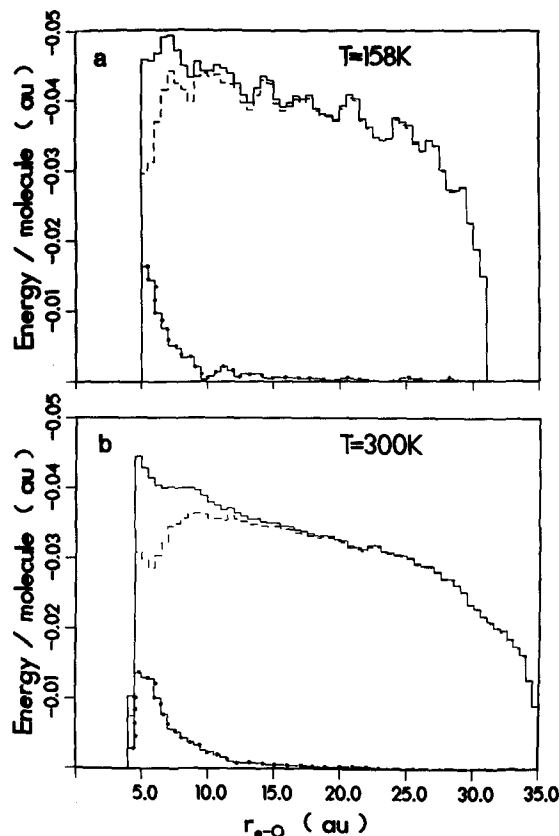 a
T=158K
-0.05
-0.04
-0.03
-0.02
-0.01
Energy / molecule ( au )
b
T=300K
-0.05
-0.04
-0.03
-0.02
-0.01
Energy / molecule ( au )
5.0 10.0 15.0 20.0 25.0 30.0 35.0
r e-O ( au )